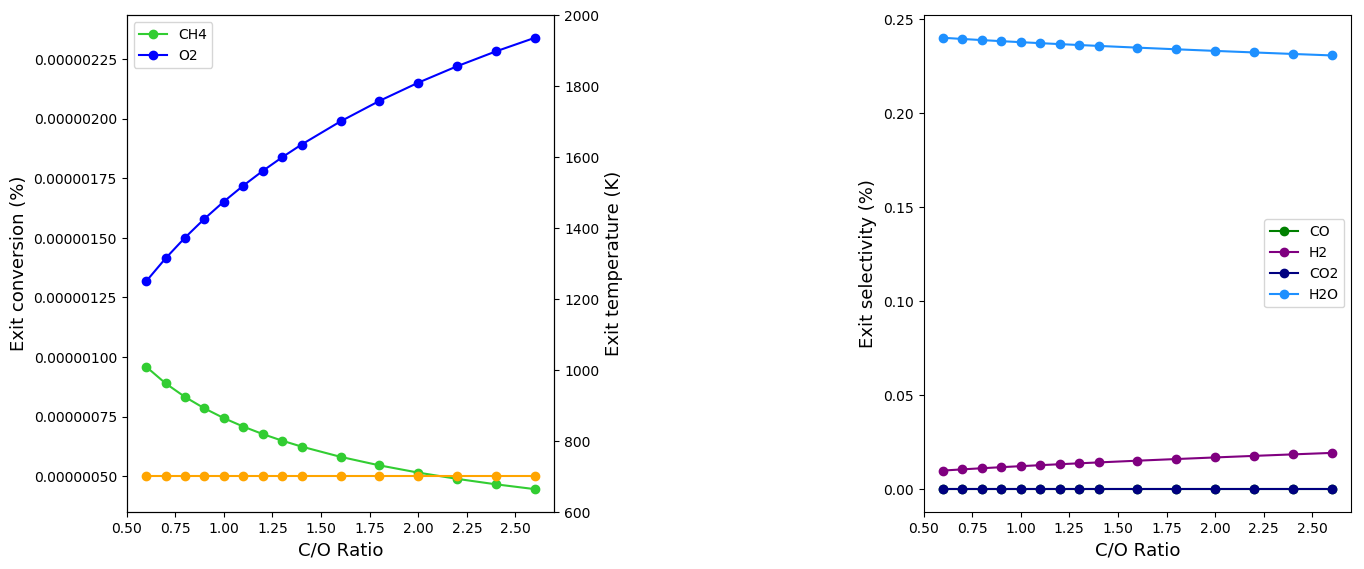 CH4
O2
0.00000225
0.00000200
0.00000175
0.00000150
0.00000125
0.00000100
0.00000075
0.00000050
Exit conversion (%)
0.50 0.75 1.00 1.25 1.50 1.75 2.00 2.25 2.50
C/O Ratio
2000
1800
1600
1400
1200
1000
800
600
Exit temperature (K)
0.25
0.20
0.15
0.10
0.05
0.00
Exit selectivity (%)
CO
H2
CO2
H2O
0.50 0.75 1.00 1.25 1.50 1.75 2.00 2.25 2.50
C/O Ratio